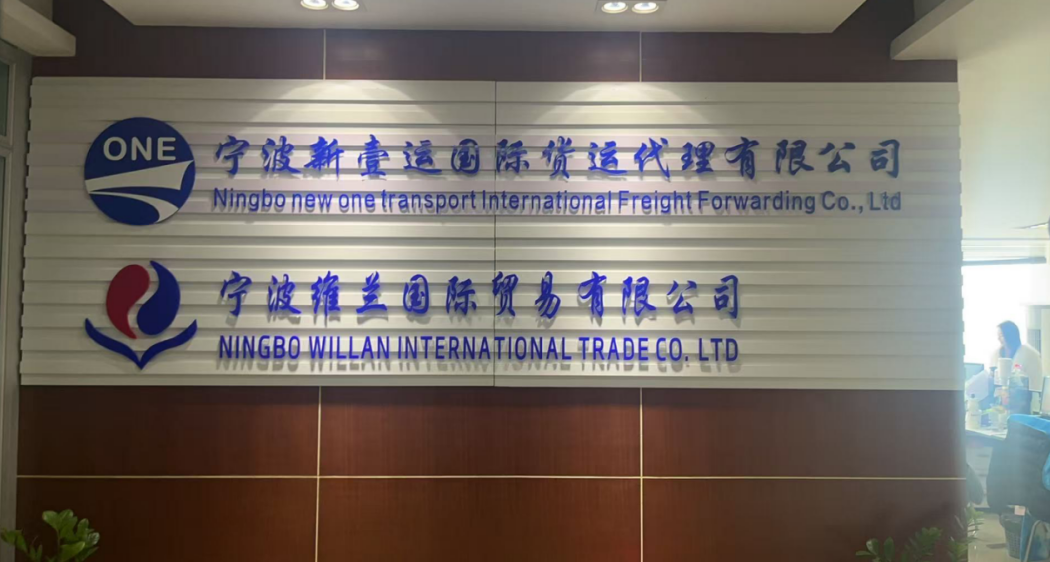 ONE
宁波新壹运国际货运代理有限公司
Ningbo new one transport International Freight Forwarding Co., Ltd
宁波维兰国际贸易有限公司
NINGBO WILLAN INTERNATIONAL TRADE CO. LTD